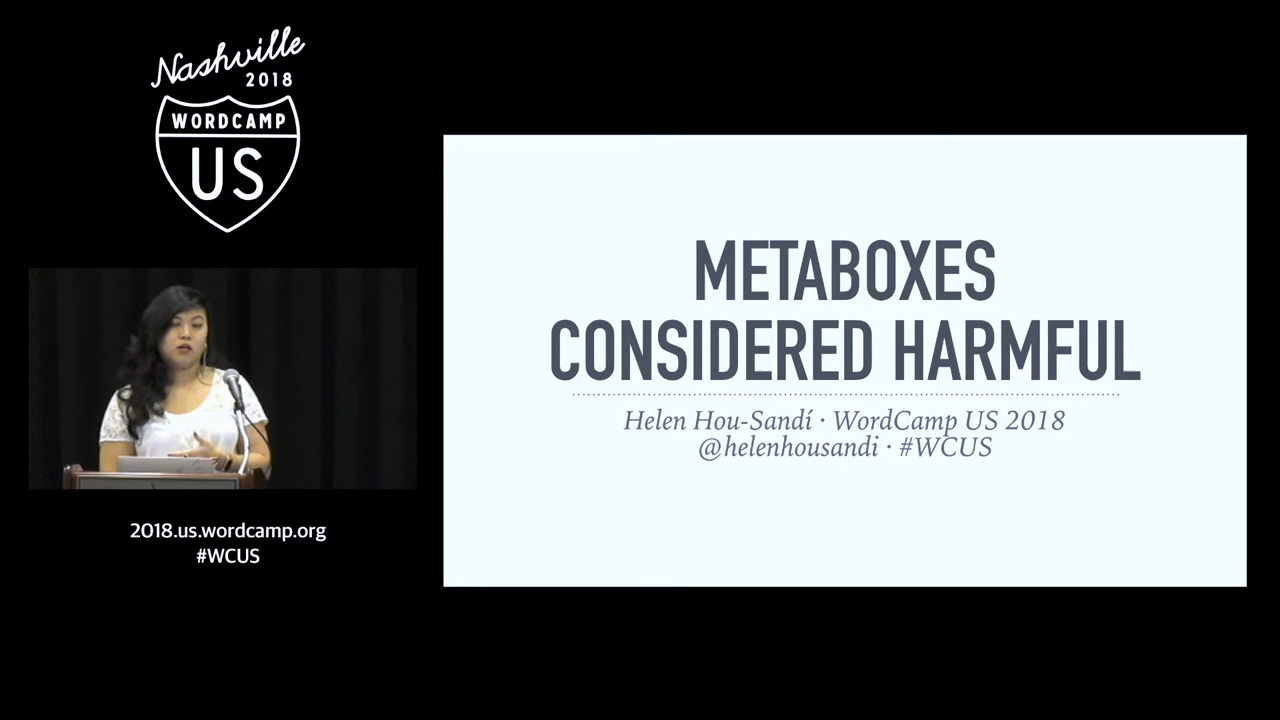 Nashville
2018
WORDCAMP
US
METABOXES
CONSIDERED HARMFUL
Helen Hou-Sandí · WordCamp US 2018
@helenhousandi · #WCUS
2018.us.wordcamp.org
#WCUS